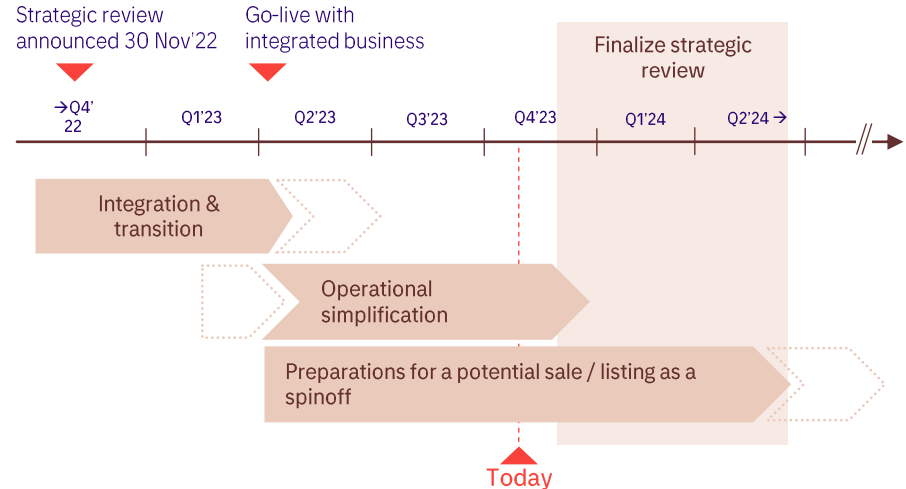 Strategic review
announced 30 Nov'22
Go-live with
integrated business
Finalize strategic
review
→Q4'
22
Q1'23
Q2'23
Q3'23
Q4'23
Q1'24
Q2'24 →
Integration &
transition
Operational
simplification
Preparations for a potential sale / listing as a
spinoff
Today